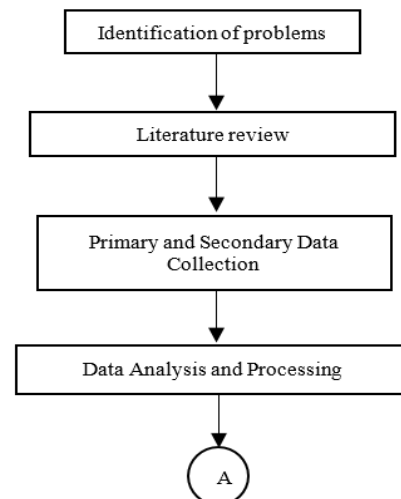 Identification of problems
Literature review
Primary and Secondary Data
Collection
Data Analysis and Processing
A